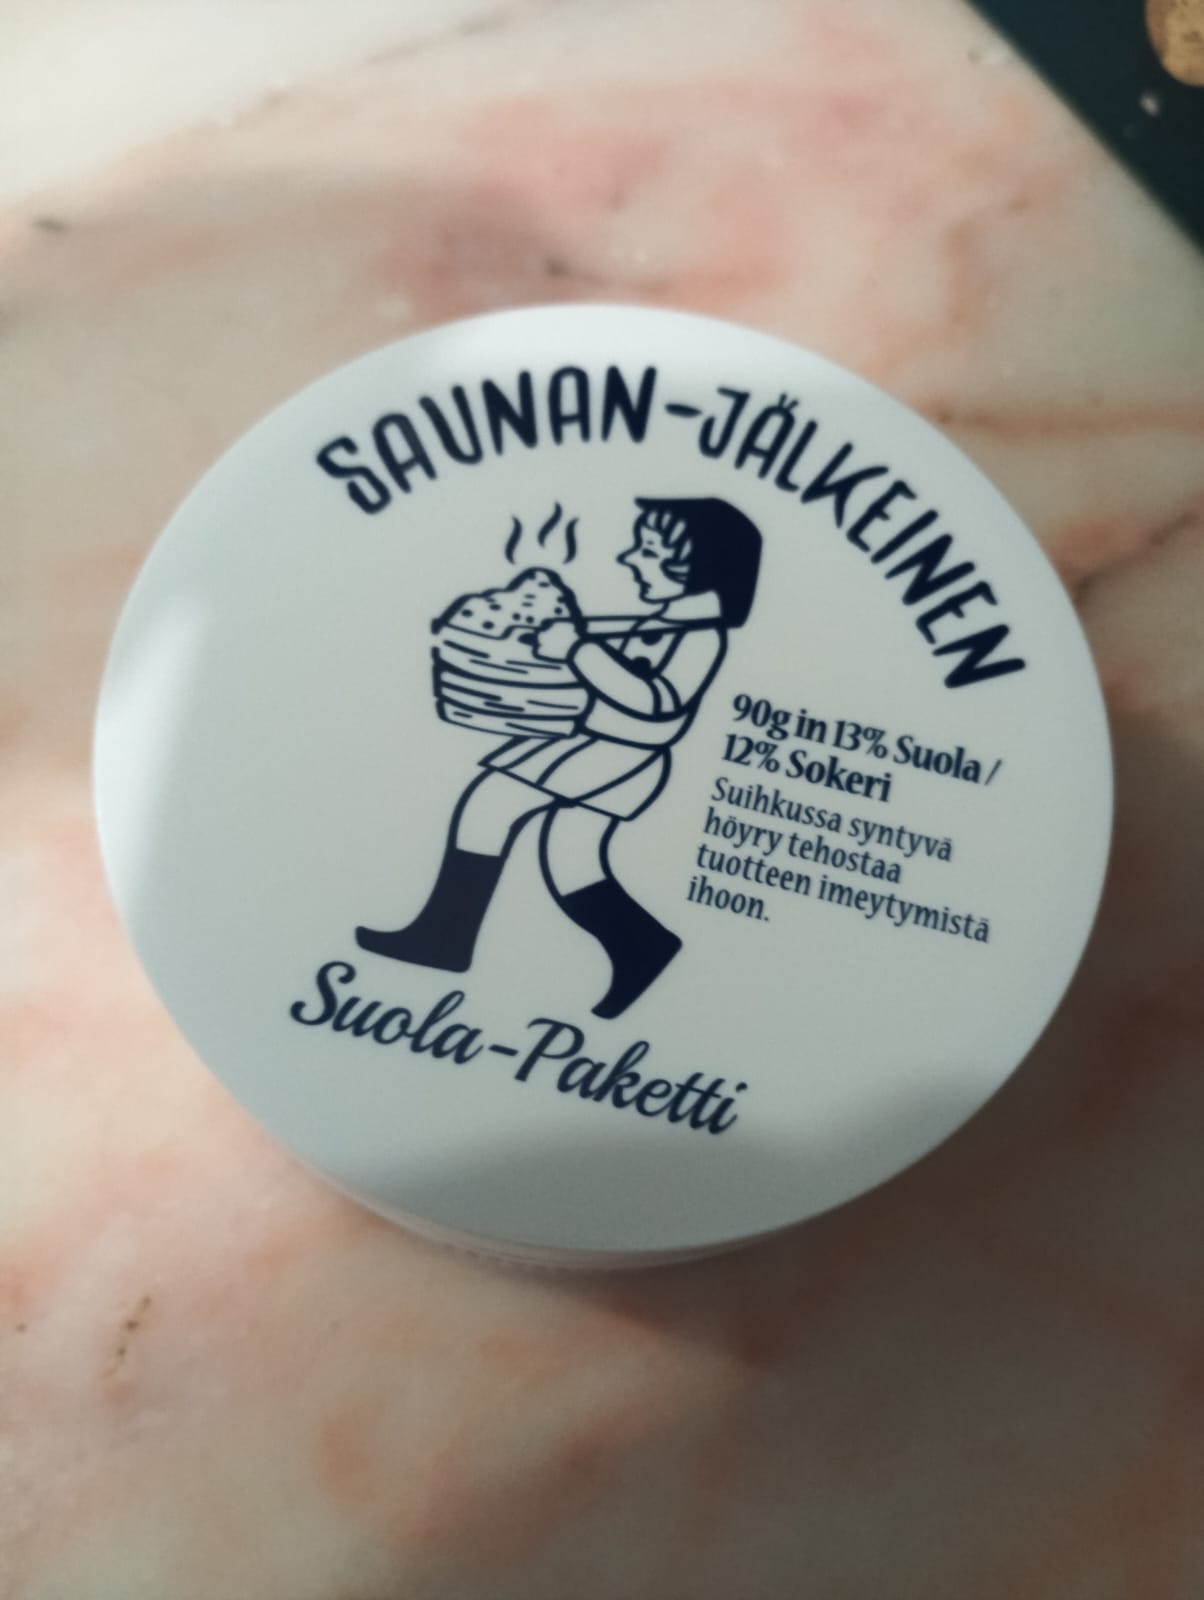 SAUNAN-JÄLKEINEN
90g in 13% Suola /
12% Sokeri
Suihkussa syntyvä
höyry tehostaa
tuotteen imeytymistä
ihoon.
Suola-Paketti